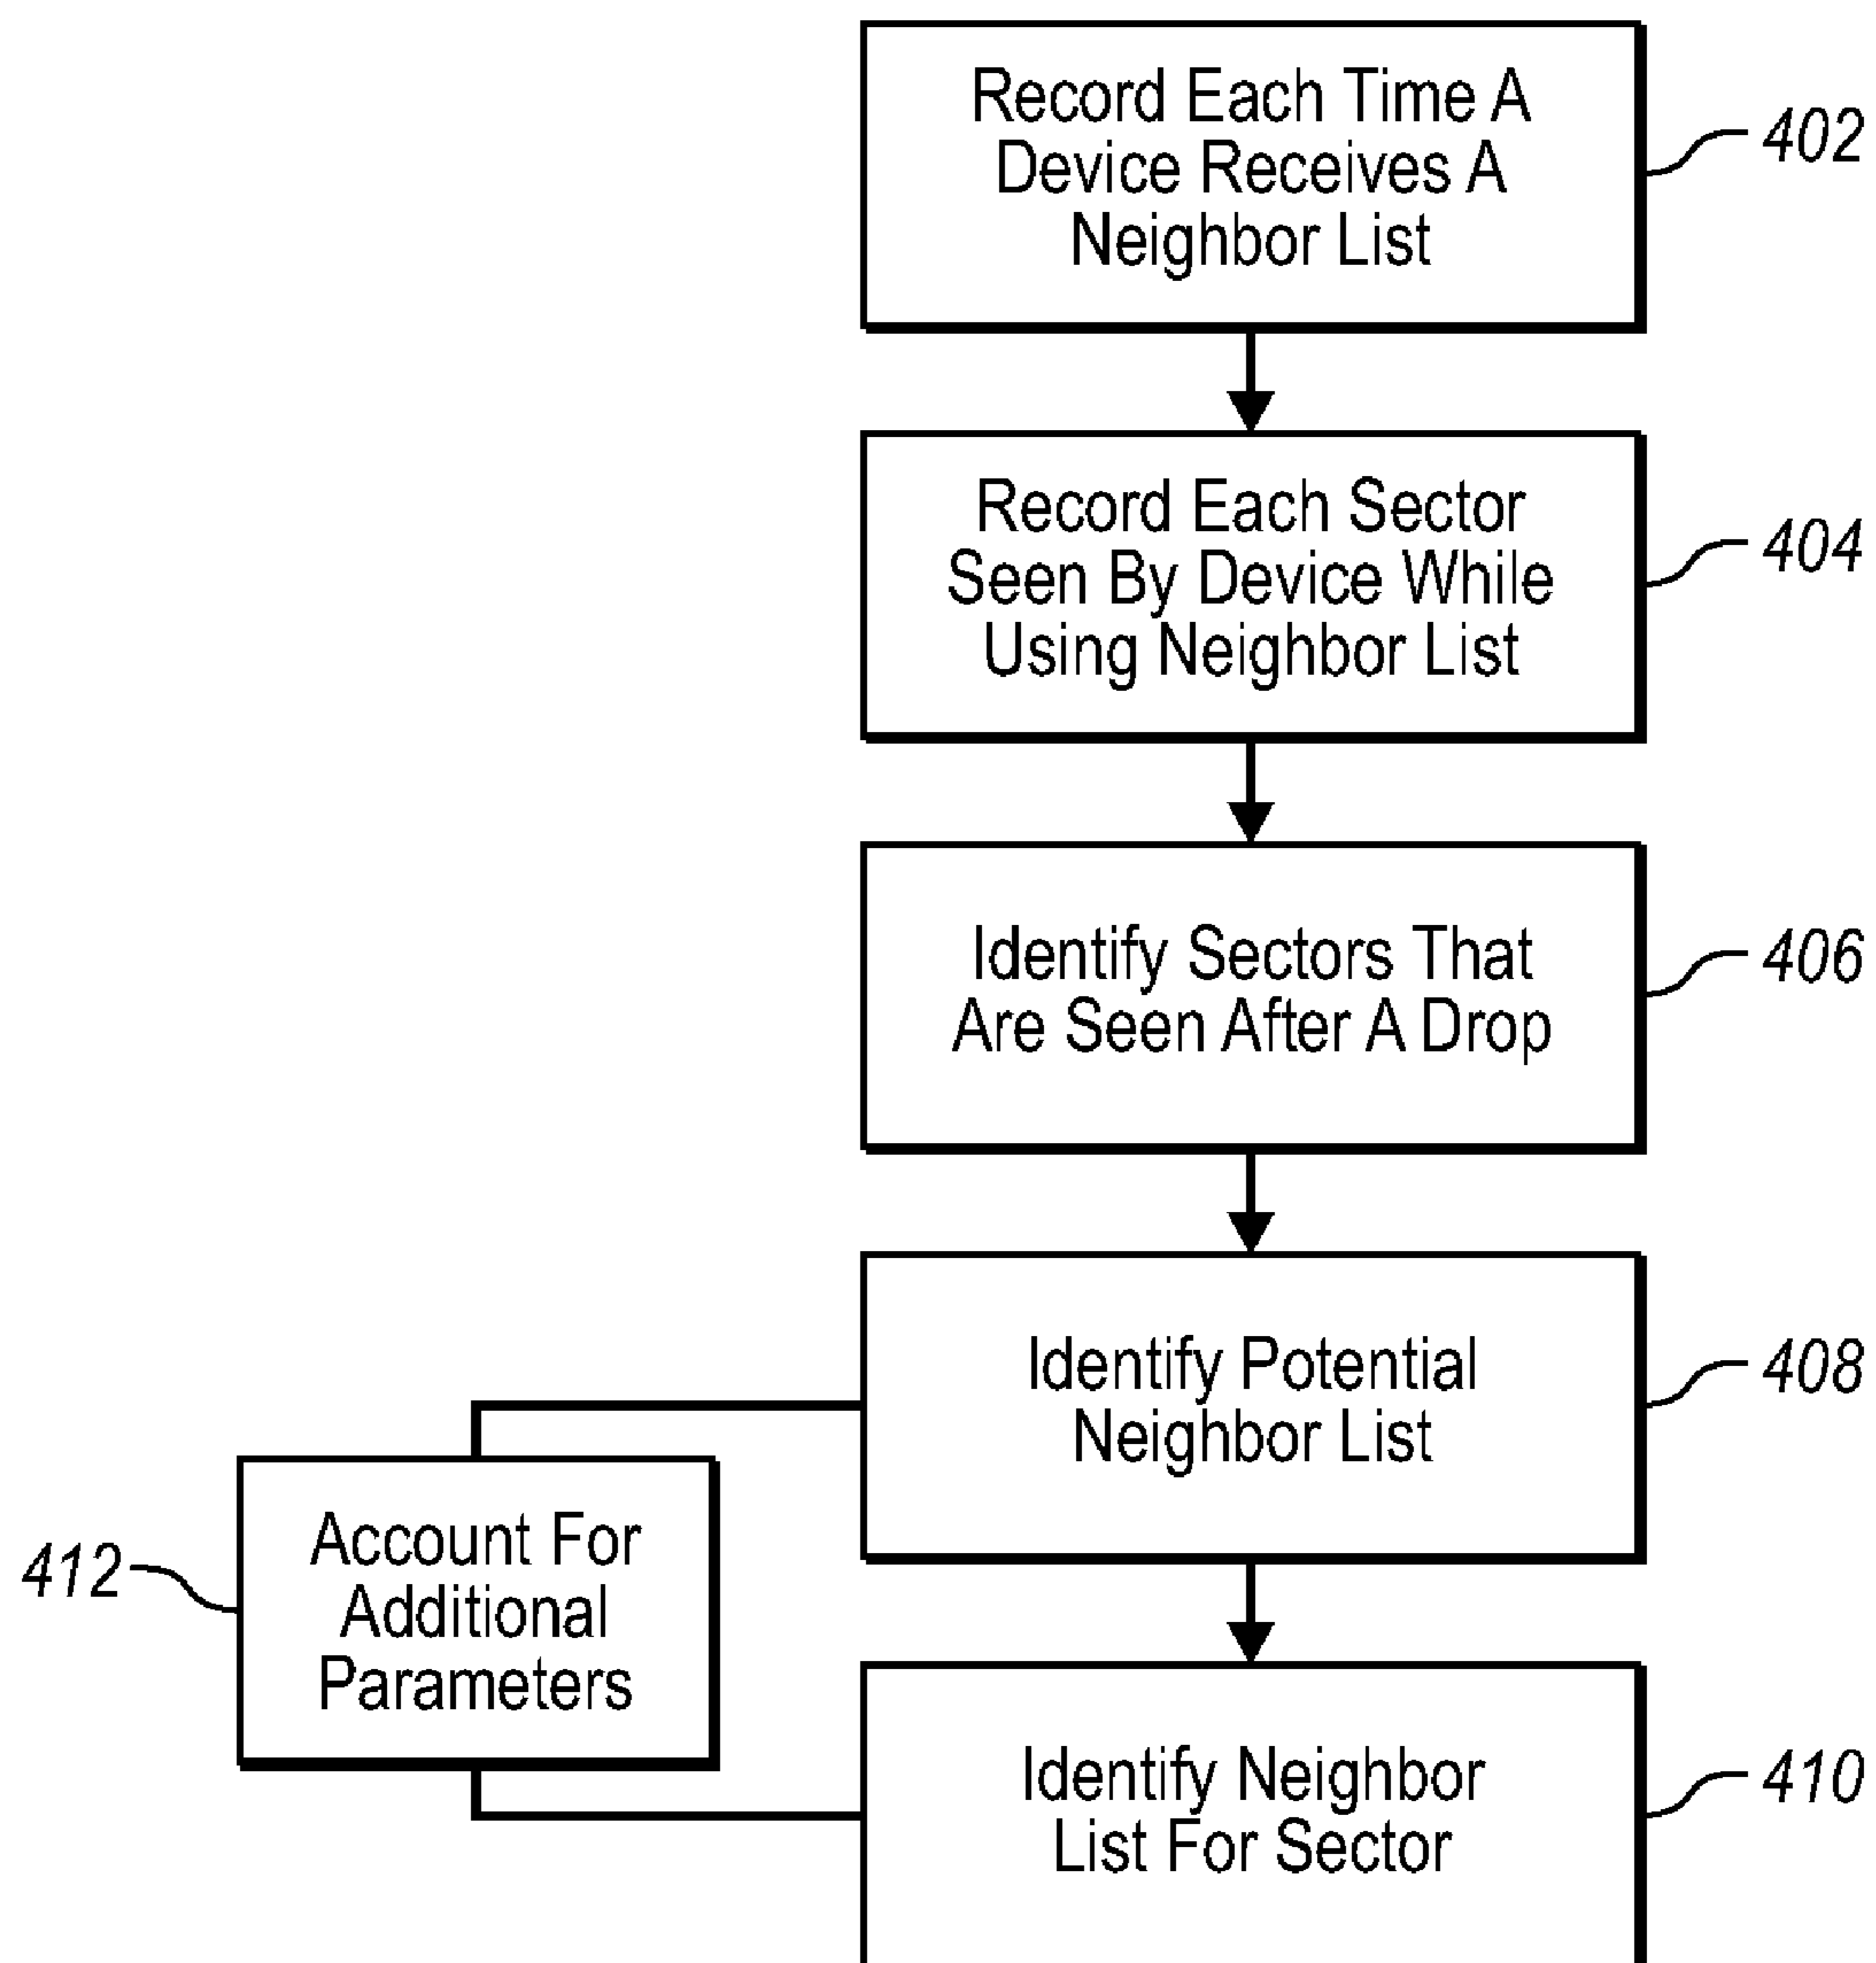 Record Each Time A
Device Receives A
Neighbor List
402
Record Each Sector
Seen By Device While
Using Neighbor List
404
Identify Sectors That
Are Seen After A Drop
406
Identify Potential
Neighbor List
408
Account For
Additional
Parameters
412
Identify Neighbor
List For Sector
410